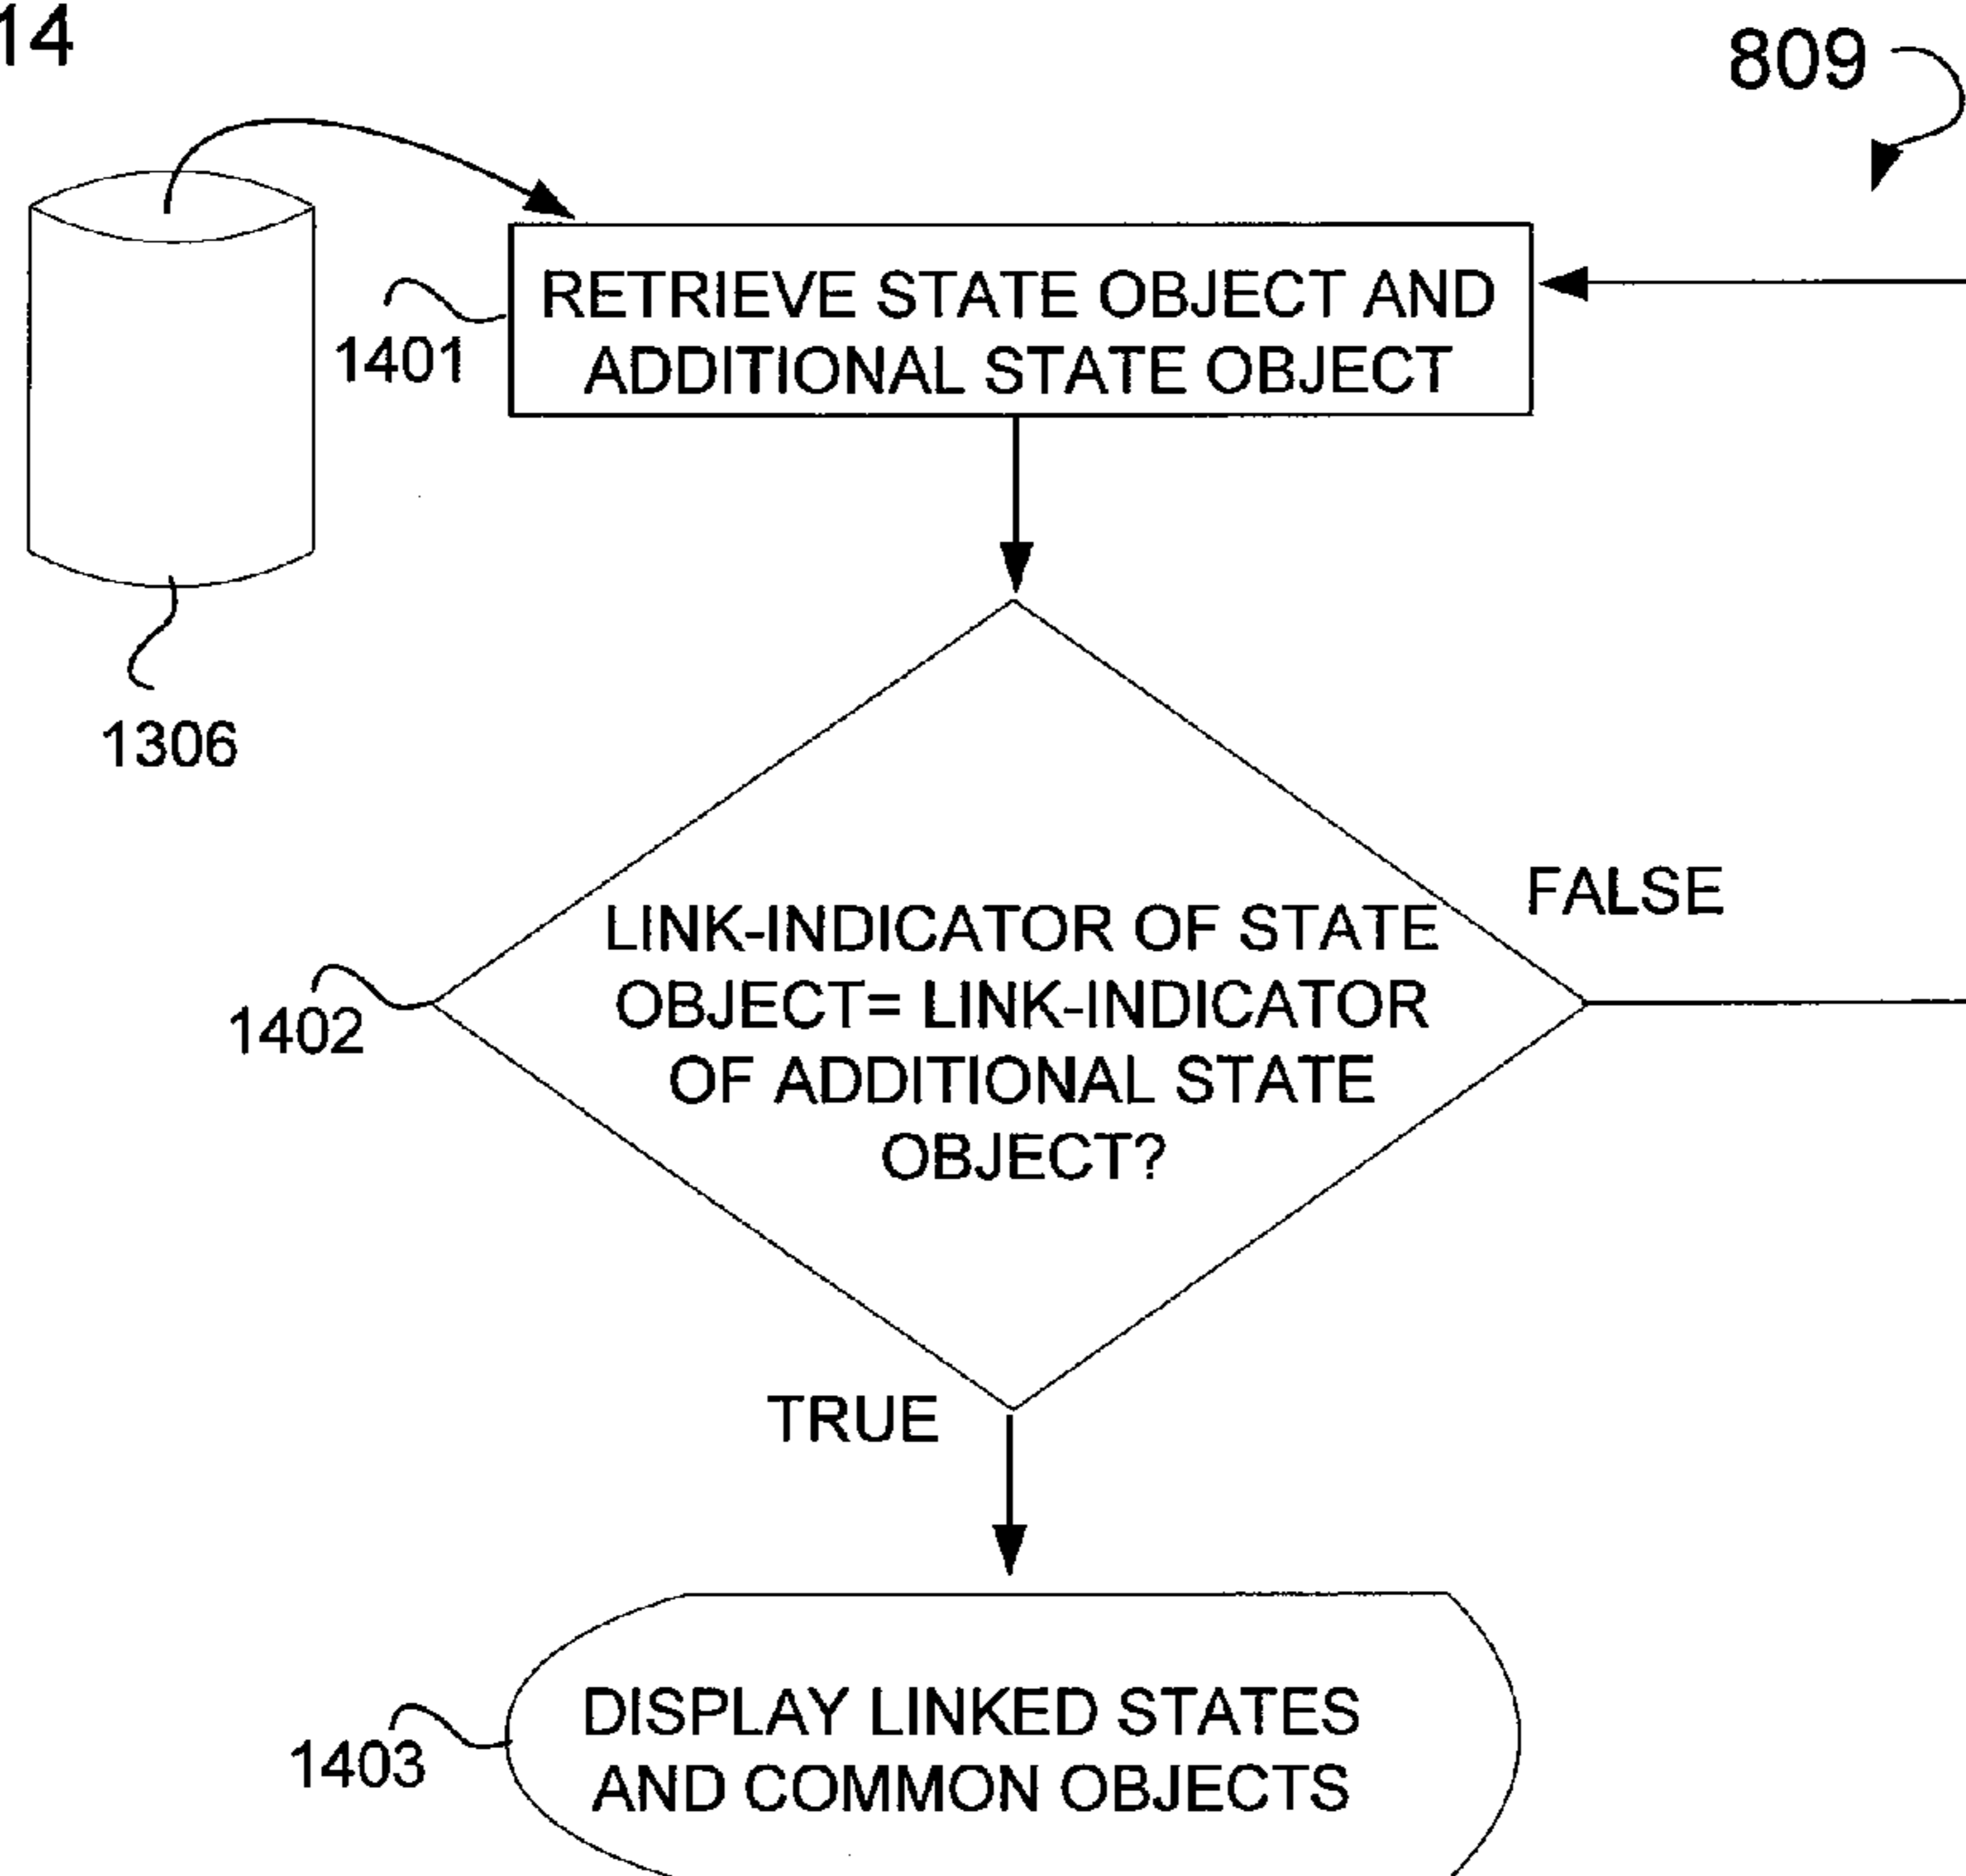 14
809
RETRIEVE STATE OBJECT AND
ADDITIONAL STATE OBJECT
1401
1306
FALSE
LINK-INDICATOR OF STATE
OBJECT= LINK-INDICATOR
OF ADDITIONAL STATE
OBJECT?
1402
TRUE
DISPLAY LINKED STATES
AND COMMON OBJECTS
1403